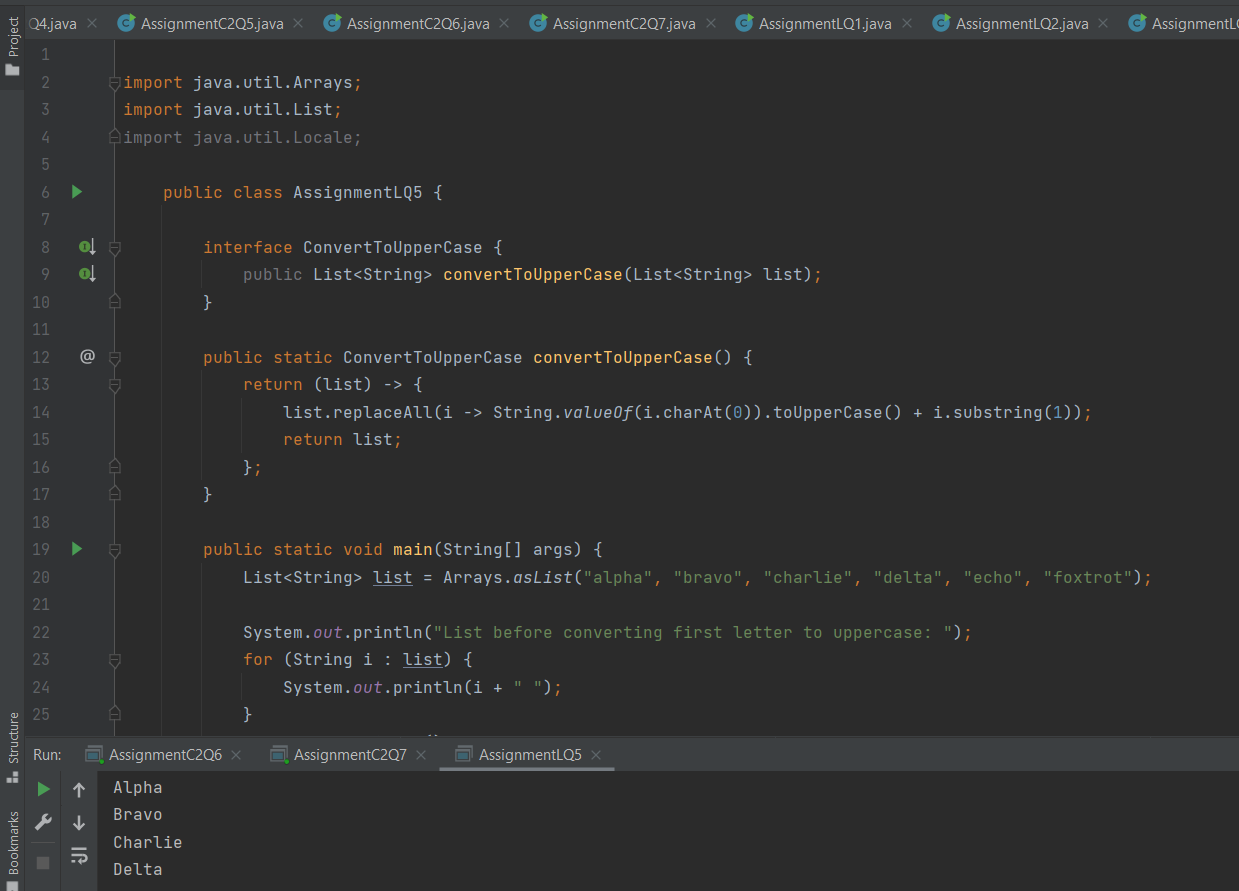 Q4.java AssignmentC2Q5.java AssignmentC2Q6.java AssignmentC2Q7.java AssignmentLQ1.java AssignmentLQ2.java AssignmentL
Project
1
2 import java.util.Arrays;
3 import java.util.List;
4 import java.util.Locale;
5
6 public class AssignmentLQ5 {
7
8 interface ConvertToUpperCase {
9 public List<String> convertToUpperCase(List<String> list);
10 }
11
12 @ public static ConvertToUpperCase convertToUpperCase() {
13 return (list) -> {
14 list.replaceAll(i -> String.valueOf(i.charAt(0)).toUpperCase() + i.substring(1));
15 return list;
16 };
17 }
18
19 public static void main(String[] args) {
20 List<String> list = Arrays.asList("alpha", "bravo", "charlie", "delta", "echo", "foxtrot");
21
22 System.out.println("List before converting first letter to uppercase: ");
23 for (String i : list) {
24 System.out.println(i + " ");
25 }
Structure
Run: AssignmentC2Q6 AssignmentC2Q7 AssignmentLQ5
Alpha
Bravo
Charlie
Delta
Bookmarks